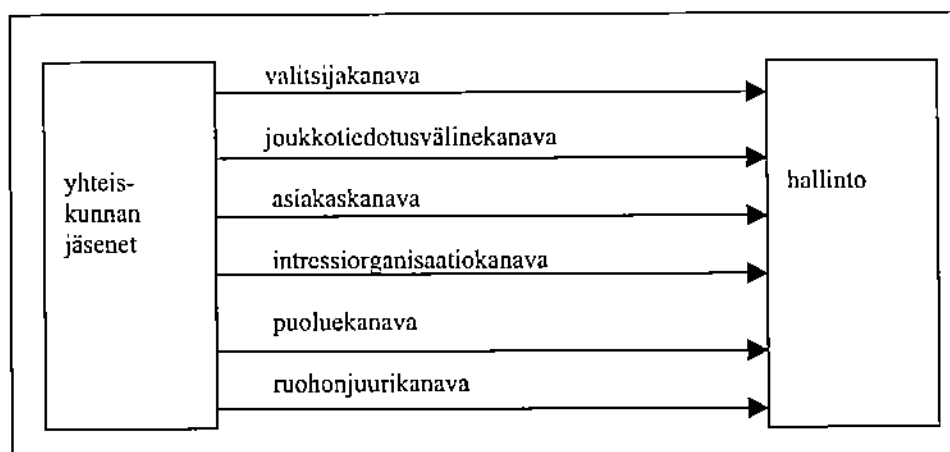 valitsijakanava
joukkotiedotusvälinekanava
yhteis-
kunnan
jäsenet
asiakaskanava
intressiorganisaatiokanava
puoluekanava
ruohonjuurikanava
hallinto